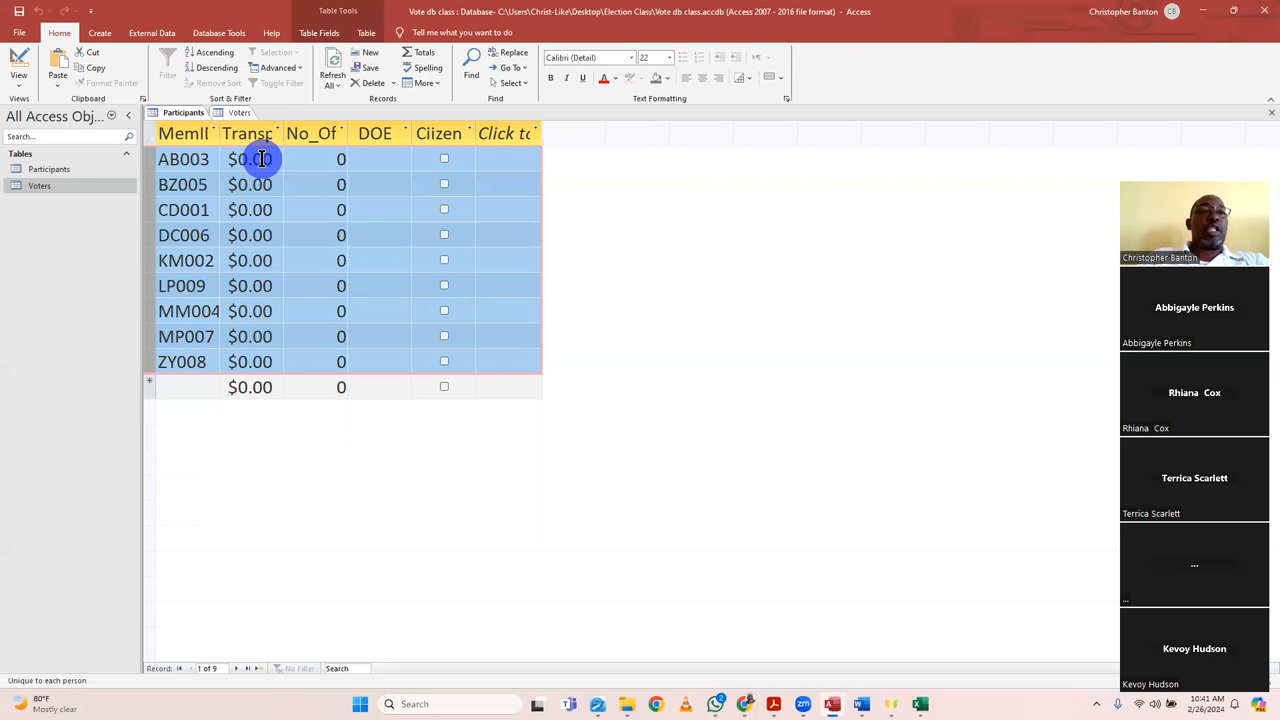 Table Tools
Vote db class : Database- C:\Users\Christ-Like\Desktop\Election Class\Vote db class.accdb (Access 2007 - 2016 file format) - Access
Christopher Banton
CB
File
Home
Create
External Data
Database Tools
Help
Table Fields
Table
Tell me what you want to do
View
Views
Paste
Cut
Copy
Format Painter
Clipboard
Filter
Ascending
Descending
Remove Sort
Selection
Advanced
Toggle Filter
Sort & Filter
Refresh
All
New
Save
Delete
Totals
Spelling
More
Records
Find
Replace
Go To
Select
Find
Calibri (Detail)
22
B I U
A
Text Formatting
All Access Obj...
Search...
Tables
Participants
Voters
Participants
Voters
MemII Transp No_Of DOE Ciizen Click to
AB003 $0.00 0
BZ005 $0.00 0
CD001 $0.00 0
DC006 $0.00 0
KM002 $0.00 0
LP009 $0.00 0
MM004 $0.00 0
MP007 $0.00 0
ZY008 $0.00 0
* $0.00 0
Record: 1 of 9 No Filter Search
Unique to each person
Christopher Banton
Abbigayle Perkins
Abbigayle Perkins
Rhiana Cox
Rhiana Cox
Terrica Scarlett
Terrica Scarlett
...
...
Kevoy Hudson
Kevoy Hudson
80°F
Mostly clear
Search
2
zm
10:41 AM
2/26/2024